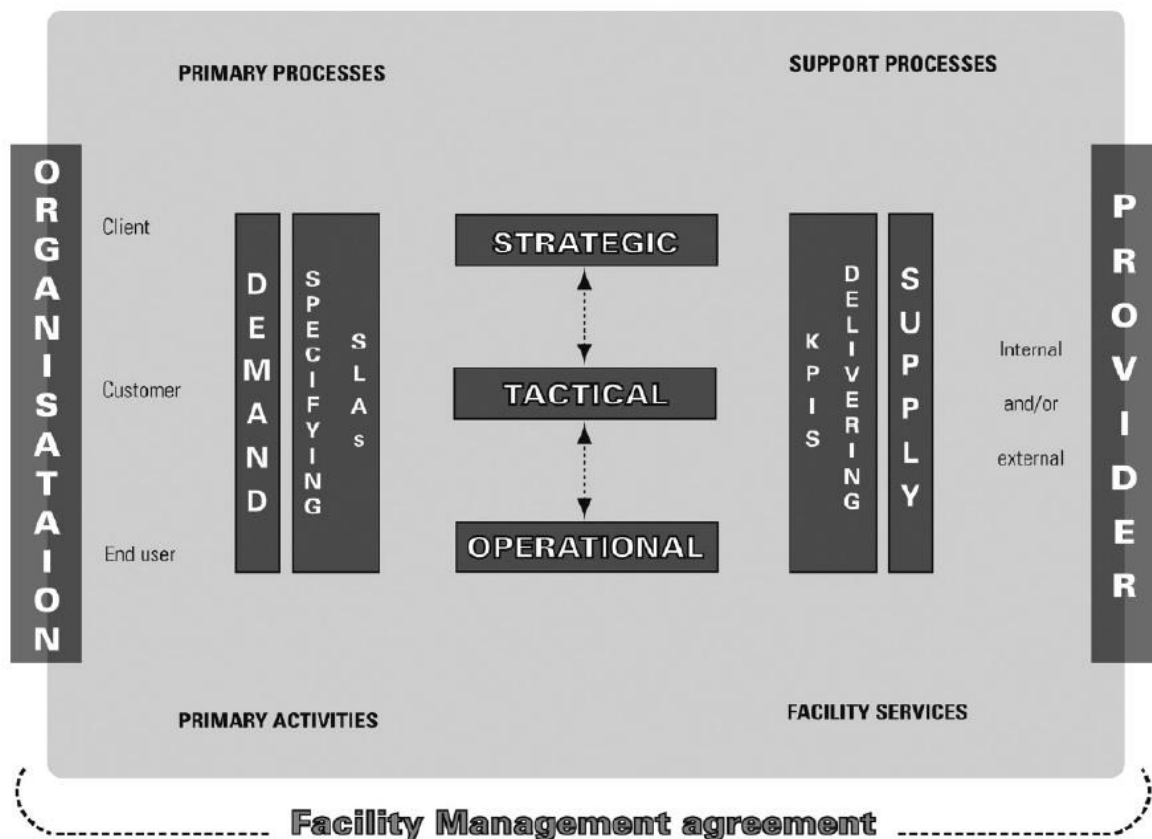 PRIMARY PROCESSES
SUPPORT PROCESSES
ORGANISATAION
Client
Customer
End user
DEMAND
SPECIFYING
SLAs
STRATEGIC
TACTICAL
OPERATIONAL
KPIS
DELIVERING
SUPPLY
Internal
and/or
external
PROVIDER
PRIMARY ACTIVITIES
FACILITY SERVICES
Facility Management agreement